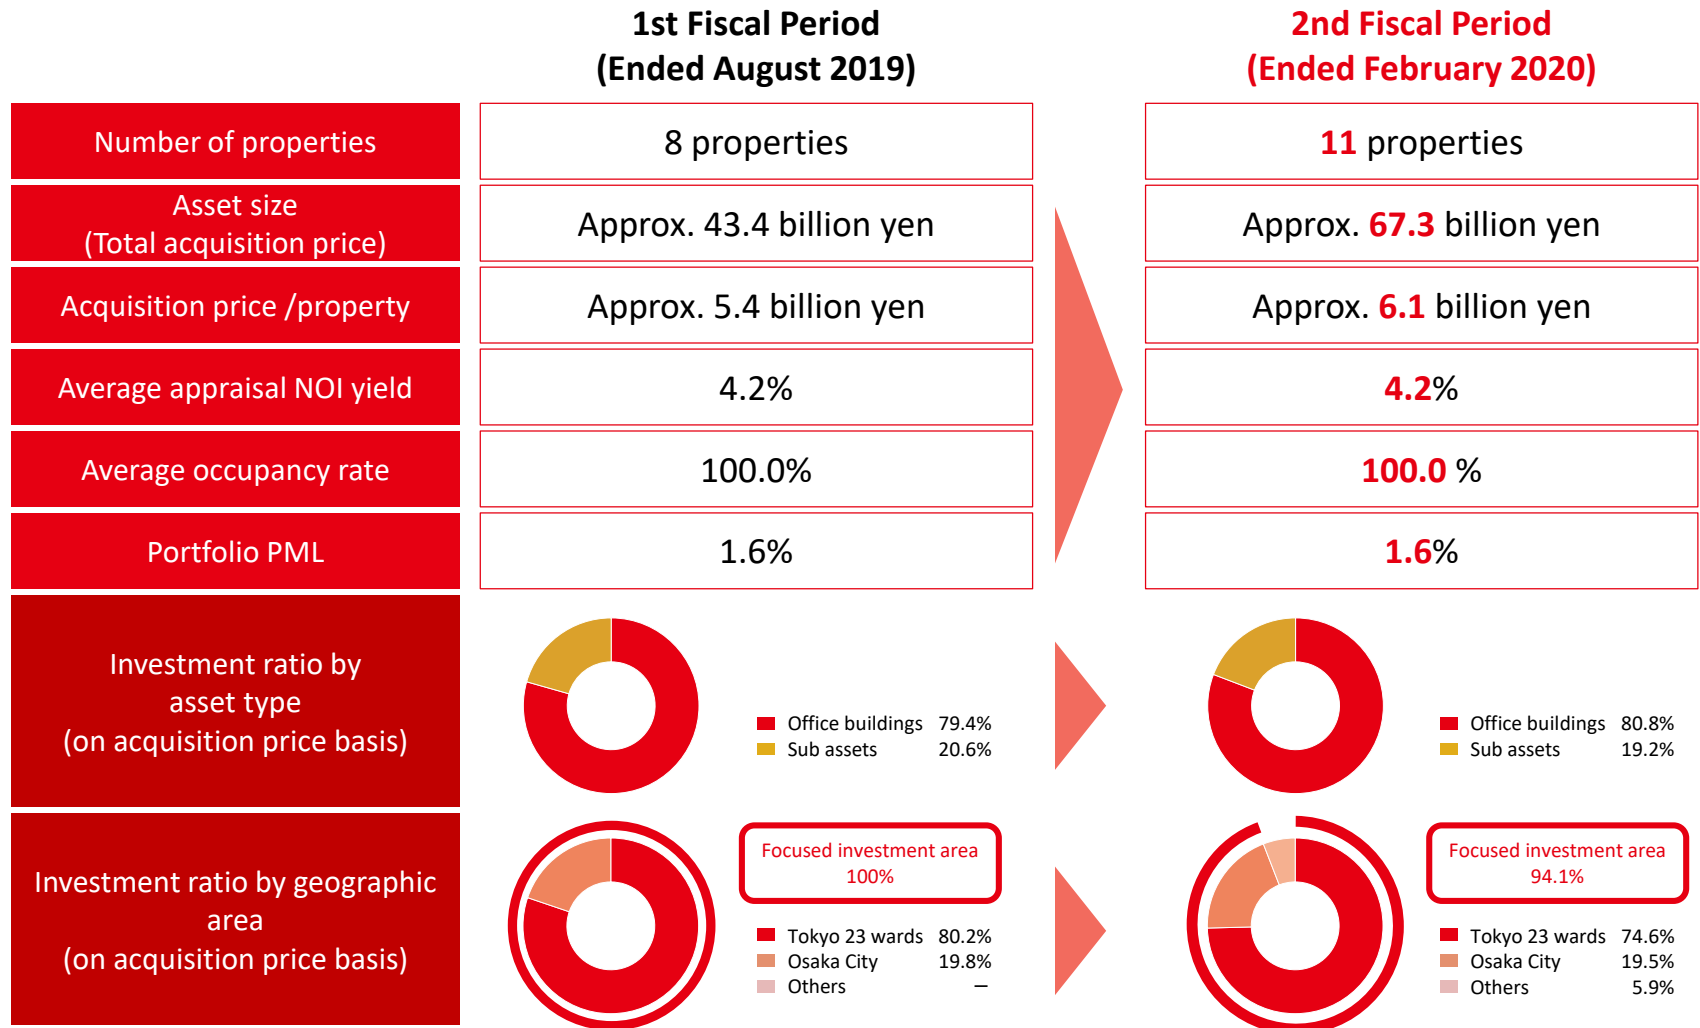 1st Fiscal Period
(Ended August 2019)
2nd Fiscal Period
(Ended February 2020)
Number of properties
8 properties
11 properties
Asset size
(Total acquisition price)
Approx. 43.4 billion yen
Approx. 67.3 billion yen
Acquisition price /property
Approx. 5.4 billion yen
Approx. 6.1 billion yen
Average appraisal NOI yield
4.2%
4.2%
Average occupancy rate
100.0%
100.0 %
Portfolio PML
1.6%
1.6%
Investment ratio by
asset type
(on acquisition price basis)
Office buildings 79.4%
Sub assets 20.6%
Office buildings 80.8%
Sub assets 19.2%
Investment ratio by geographic
area
(on acquisition price basis)
Focused investment area
100%
Tokyo 23 wards 80.2%
Osaka City 19.8%
Others –
Focused investment area
94.1%
Tokyo 23 wards 74.6%
Osaka City 19.5%
Others 5.9%